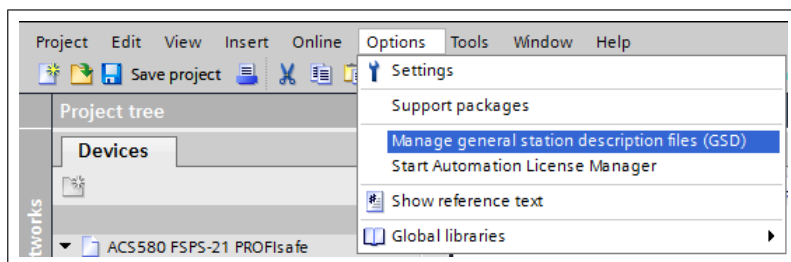 Project Edit View Insert Online Options Tools Window Help
Save project
Settings
Project tree
Support packages
Devices
Manage general station description files (GSD)
Start Automation License Manager
Show reference text
Global libraries
ACS580 FSPS-21 PROFIsafe